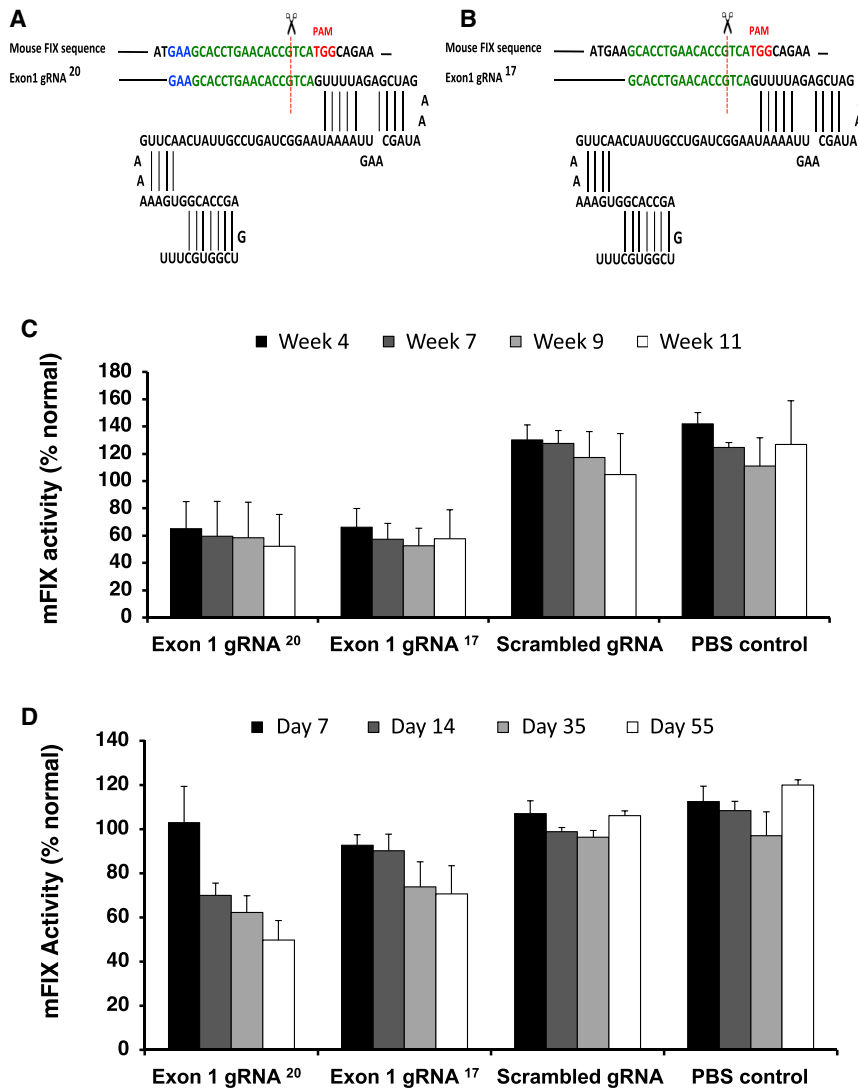 A
PAM
Mouse FIX sequence ATGAAGCACCTGAACACCGTCATGGCAGAA
Exon1 gRNA 20 GAAGCACCTGAACACCGTCAGUUUUAGAGCUAG
A
A
GUUCAACUAUUGCCUGAUCGGAAUAAAAUU CGAUA
A GAA
A
AAAGUGGCACCGA
G
UUUCGUGGCU
B
PAM
Mouse FIX sequence ATGAAGCACCTGAACACCGTCATGGCAGAA
Exon1 gRNA 17 GCACCTGAACACCGTCAGUUUUAGAGCUAG
A
A
GUUCAACUAUUGCCUGAUCGGAAUAAAAUU CGAUA
A GAA
A
AAAGUGGCACCGA
G
UUUCGUGGCU
C
Week 4 Week 7 Week 9 Week 11
mFIX activity (% normal)
180
160
140
120
100
80
60
40
20
0
Exon 1 gRNA 20 Exon 1 gRNA 17 Scrambled gRNA PBS control
D
Day 7 Day 14 Day 35 Day 55
mFIX Activity (% normal)
140
120
100
80
60
40
20
0
Exon 1 gRNA 20 Exon 1 gRNA 17 Scrambled gRNA PBS control